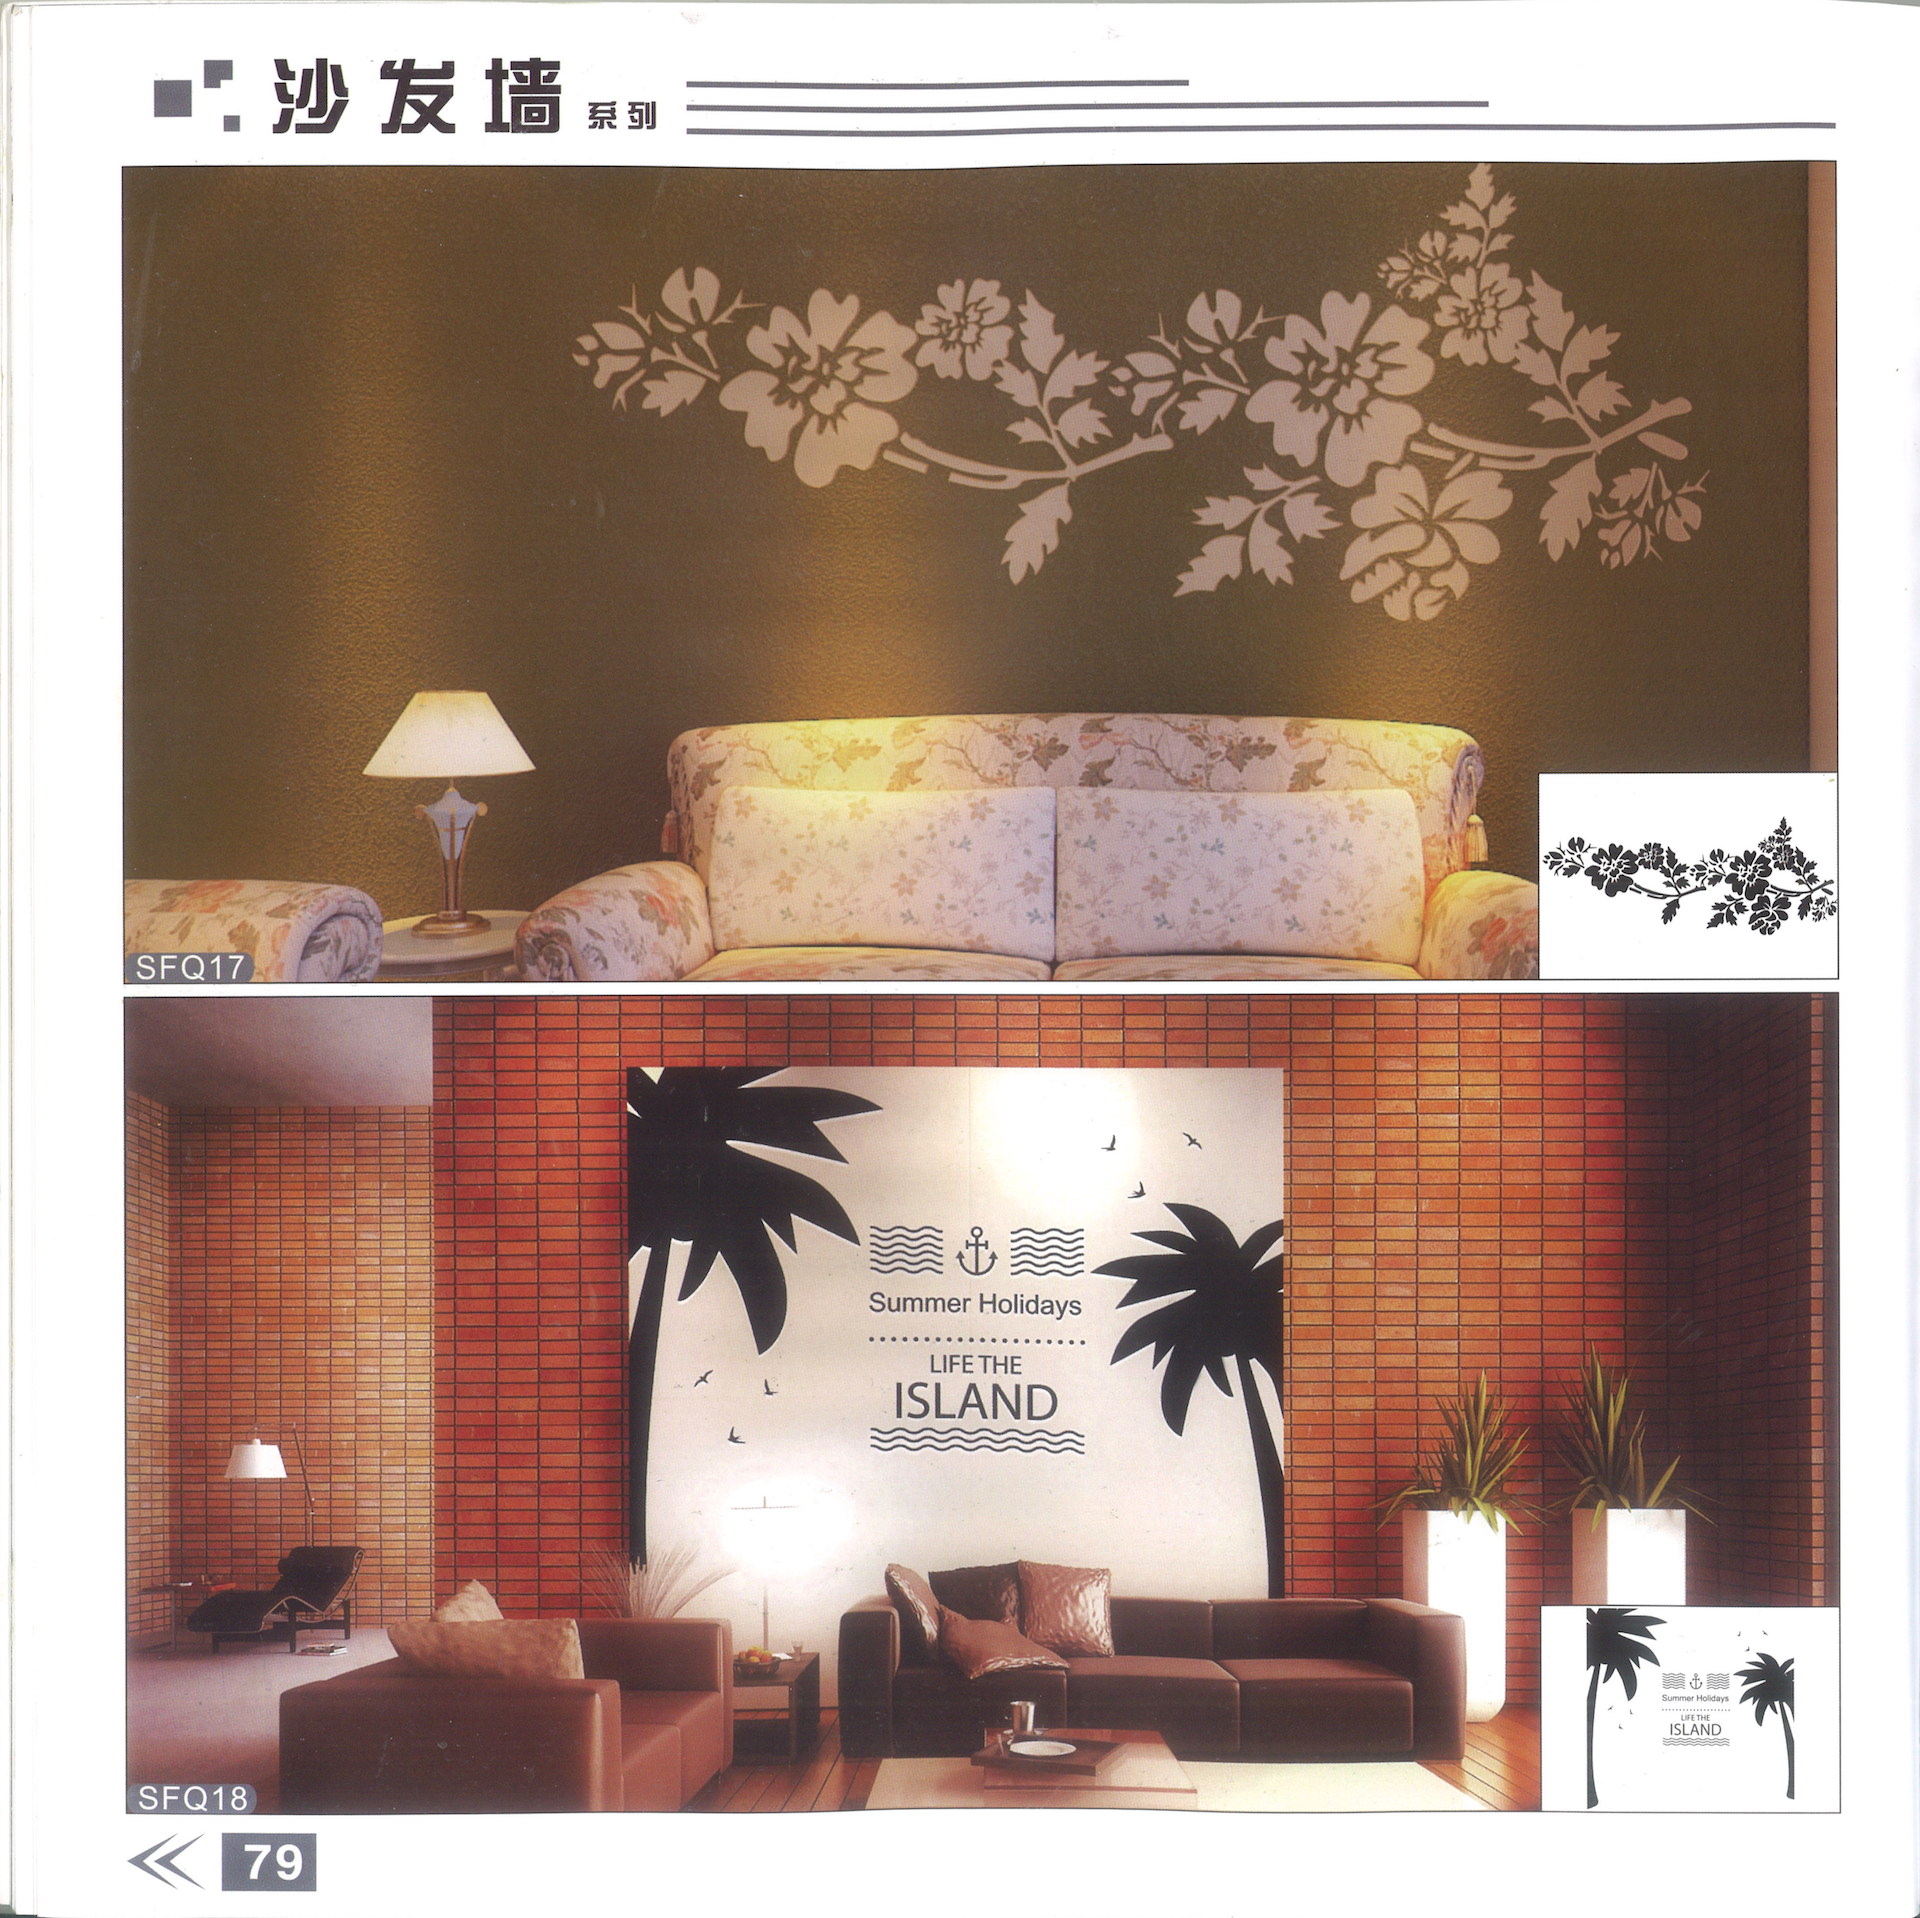 沙发墙 系列
SFQ17
Summer Holidays
LIFE THE
ISLAND
SFQ18
Summer Holidays
LIFE THE
ISLAND
79